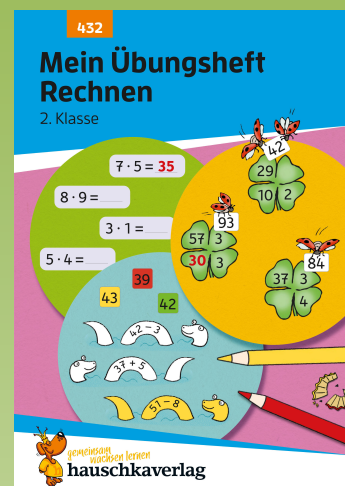 432
Mein Übungsheft
Rechnen
2. Klasse
7 · 5 = 35
8 · 9 =
3 · 1 =
5 · 4 =
42
29
10 2
93
57 3
30 3
84
37 3
4
39
43
42
42 – 3
37 + 5
51 – 8
gemeinsam
wachsen lernen
hauschkaverlag